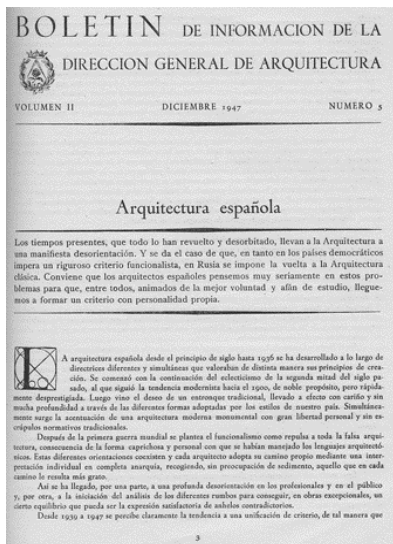 BOLETIN DE INFORMACION DE LA
DIRECCION GENERAL DE ARQUITECTURA
VOLUMEN II DICIEMBRE 1947 NUMERO 5
Arquitectura española
Los tiempos presentes, que todo lo han revuelto y desorbitado, llevan a la Arquitectura a
una manifiesta desorientación. Y se da el caso de que, en tanto en los países democráticos
impera un riguroso criterio funcionalista, en Rusia se impone la vuelta a la Arquitectura
clásica. Conviene que los arquitectos españoles pensemos muy seriamente en estos pro-
blemas para que, entre todos, animados de la mejor voluntad y afán de estudio, llegue-
mos a formar un criterio con personalidad propia.
LA arquitectura española desde el principio de siglo hasta 1936 se ha desarrollado a lo largo de
directrices diferentes y simultáneas que valoraban de distinta manera sus principios de crea-
ción. Se comenzó con la continuación del eclecticismo de la segunda mitad del siglo pa-
sado, al que siguió la tendencia modernista hacia el 1900, de noble propósito, pero rápida-
mente desprestigiada. Luego vino el deseo de un entronque tradicional, llevado a efecto con cariño y sin
mucha profundidad a través de las diferentes formas adoptadas por los estilos de nuestro país. Simultánea-
mente surge la acentuación de una arquitectura moderna monumental con gran libertad personal y sin es-
crúpulos normativos tradicionales.
Después de la primera guerra mundial se plantea el funcionalismo como repulsa a toda la falsa arqui-
tectura, consecuencia de la forma caprichosa y personal con que se habían manejado los lenguajes arquitectó-
nicos. Estas diferentes orientaciones coexisten y cada arquitecto adopta su camino propio mediante una inter-
pretación individual en completa anarquía, recogiendo, sin preocupación de sedimento, aquello que en cada
camino le resulta más grato.
Así se ha llegado, por una parte, a una profunda desorientación en los profesionales y en el público
y, por otra, a la iniciación del análisis de los diferentes rumbos para conseguir, en obras excepcionales, un
cierto equilibrio que pueda ser la expresión satisfactoria de anhelos contradictorios.
Desde 1939 a 1947 se percibe claramente la tendencia a una unificación de criterio, de tal manera que
3